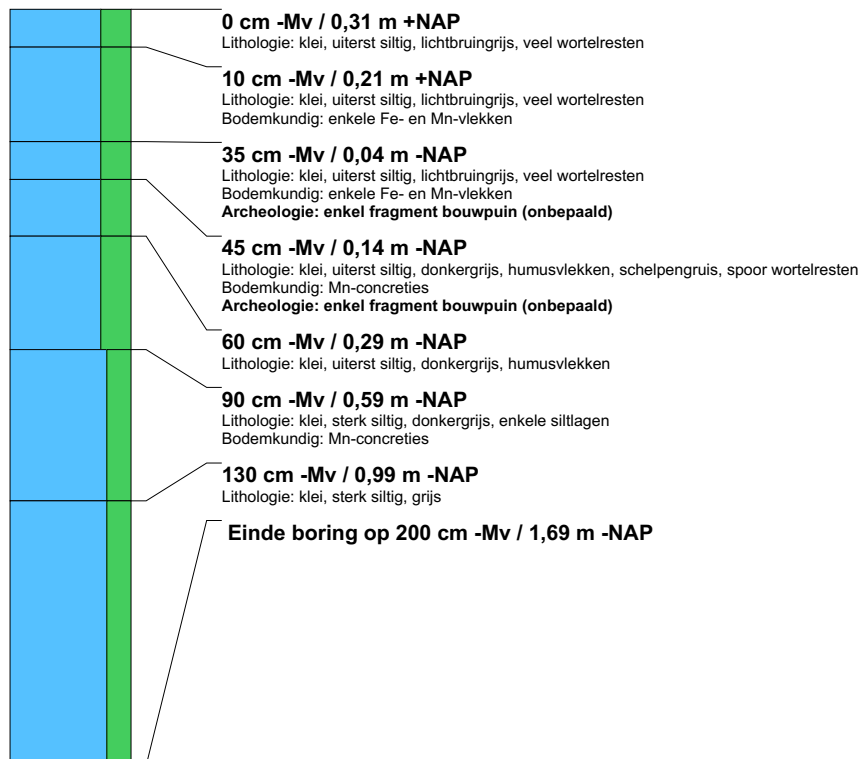 0 cm -Mv / 0,31 m +NAP
Lithologie: klei, uiterst siltig, lichtbruingrijs, veel wortelresten
10 cm -Mv / 0,21 m +NAP
Lithologie: klei, uiterst siltig, lichtbruingrijs, veel wortelresten
Bodemkundig: enkele Fe- en Mn-vlekken
35 cm -Mv / 0,04 m -NAP
Lithologie: klei, uiterst siltig, lichtbruingrijs, veel wortelresten
Bodemkundig: enkele Fe- en Mn-vlekken
Archeologie: enkel fragment bouwpuin (onbepaald)
45 cm -Mv / 0,14 m -NAP
Lithologie: klei, uiterst siltig, donkergrijs, humusvlekken, schelpengruis, spoor wortelresten
Bodemkundig: Mn-concreties
Archeologie: enkel fragment bouwpuin (onbepaald)
60 cm -Mv / 0,29 m -NAP
Lithologie: klei, uiterst siltig, donkergrijs, humusvlekken
90 cm -Mv / 0,59 m -NAP
Lithologie: klei, sterk siltig, donkergrijs, enkele siltlagen
Bodemkundig: Mn-concreties
130 cm -Mv / 0,99 m -NAP
Lithologie: klei, sterk siltig, grijs
Einde boring op 200 cm -Mv / 1,69 m -NAP